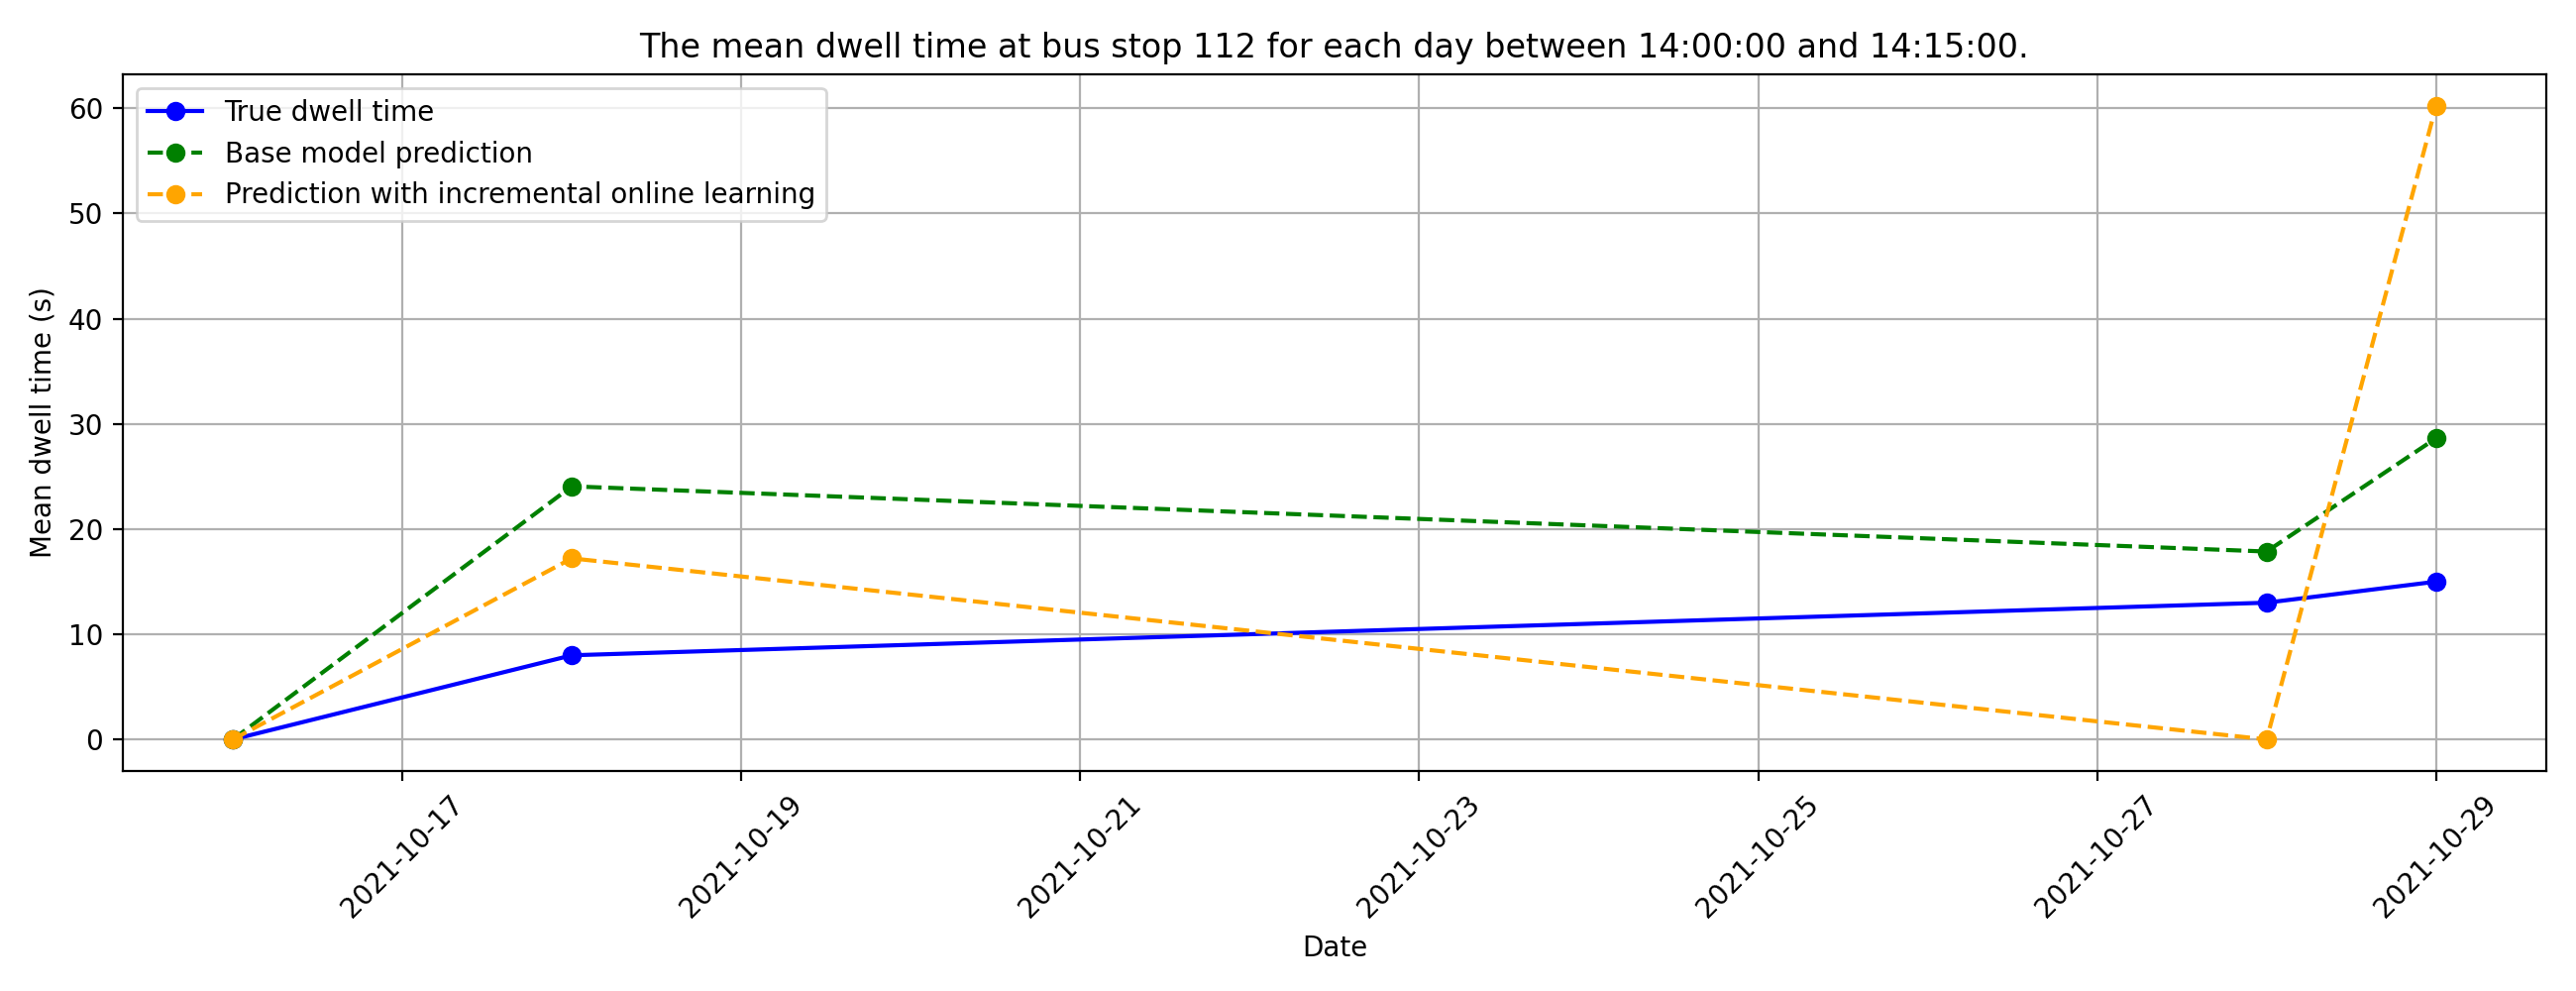 The mean dwell time at bus stop 112 for each day between 14:00:00 and 14:15:00.
True dwell time
Base model prediction
Prediction with incremental online learning
Mean dwell time (s)
60
50
40
30
20
10
0
2021-10-17
2021-10-19
2021-10-21
2021-10-23
2021-10-25
2021-10-27
2021-10-29
Date